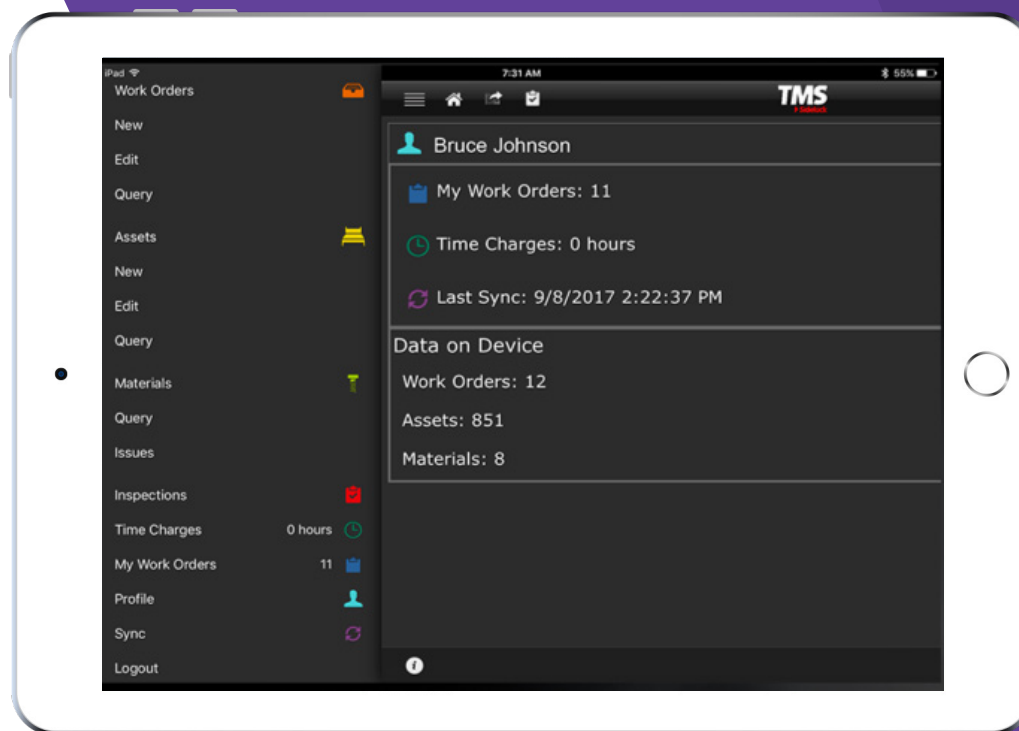 iPad
7:31 AM
55%
Work Orders
New
Edit
Query
Assets
New
Edit
Query
Materials
Query
Issues
Inspections
Time Charges 0 hours
My Work Orders 11
Profile
Sync
Logout
TMS
Bruce Johnson
My Work Orders: 11
Time Charges: 0 hours
Last Sync: 9/8/2017 2:22:37 PM
Data on Device
Work Orders: 12
Assets: 851
Materials: 8